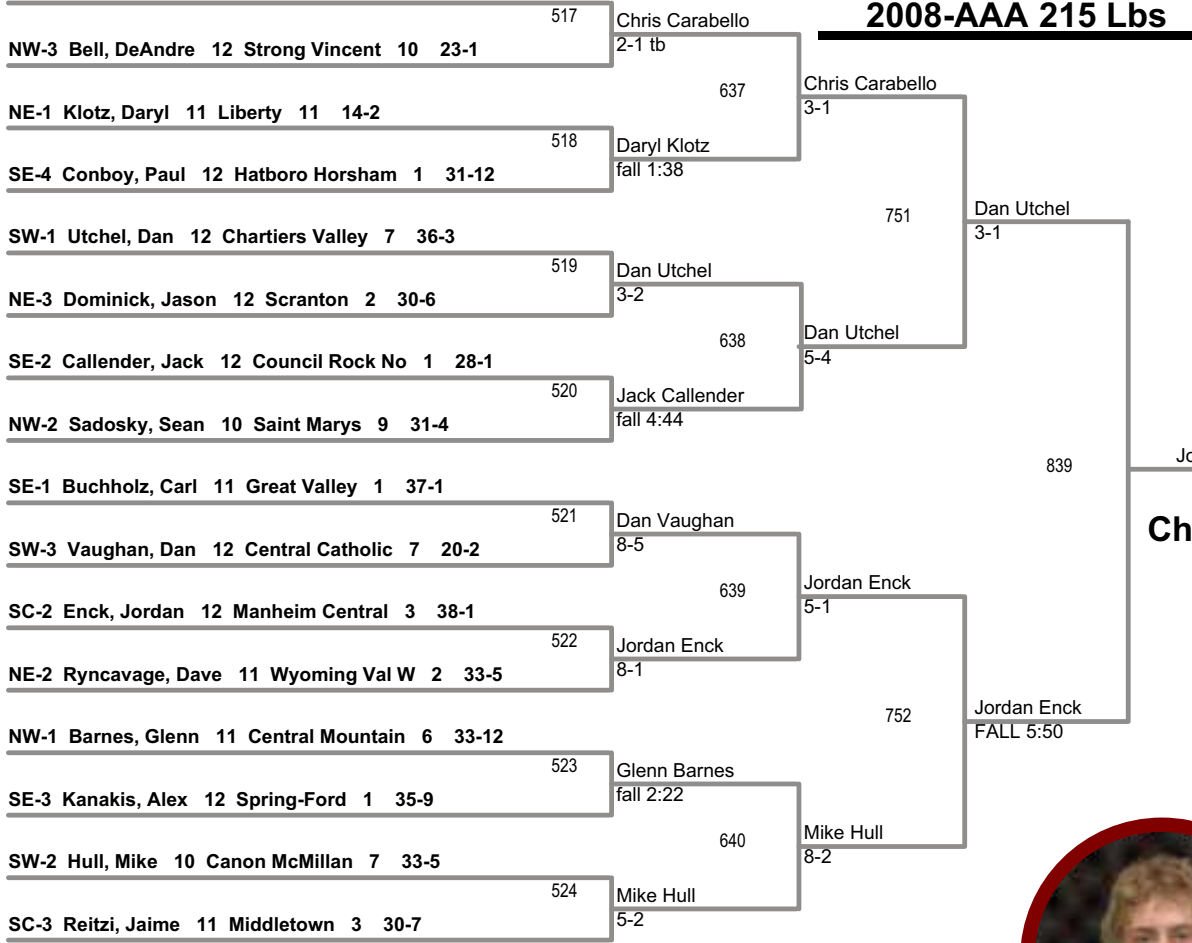 2008-AAA 215 Lbs
517
Chris Carabello
2-1 tb
NW-3 Bell, DeAndre 12 Strong Vincent 10 23-1
637
Chris Carabello
3-1
NE-1 Klotz, Daryl 11 Liberty 11 14-2
518
Daryl Klotz
fall 1:38
SE-4 Conboy, Paul 12 Hatboro Horsham 1 31-12
751
Dan Utchel
3-1
SW-1 Utchel, Dan 12 Chartiers Valley 7 36-3
519
Dan Utchel
3-2
NE-3 Dominick, Jason 12 Scranton 2 30-6
638
Dan Utchel
5-4
SE-2 Callender, Jack 12 Council Rock No 1 28-1
520
Jack Callender
fall 4:44
NW-2 Sadosky, Sean 10 Saint Marys 9 31-4
839
Jo
SE-1 Buchholz, Carl 11 Great Valley 1 37-1
521
Dan Vaughan
8-5
Ch
SW-3 Vaughan, Dan 12 Central Catholic 7 20-2
639
Jordan Enck
5-1
SC-2 Enck, Jordan 12 Manheim Central 3 38-1
522
Jordan Enck
8-1
NE-2 Ryncavage, Dave 11 Wyoming Val W 2 33-5
752
Jordan Enck
FALL 5:50
NW-1 Barnes, Glenn 11 Central Mountain 6 33-12
523
Glenn Barnes
fall 2:22
SE-3 Kanakis, Alex 12 Spring-Ford 1 35-9
640
Mike Hull
8-2
SW-2 Hull, Mike 10 Canon McMillan 7 33-5
524
Mike Hull
5-2
SC-3 Reitzi, Jaime 11 Middletown 3 30-7